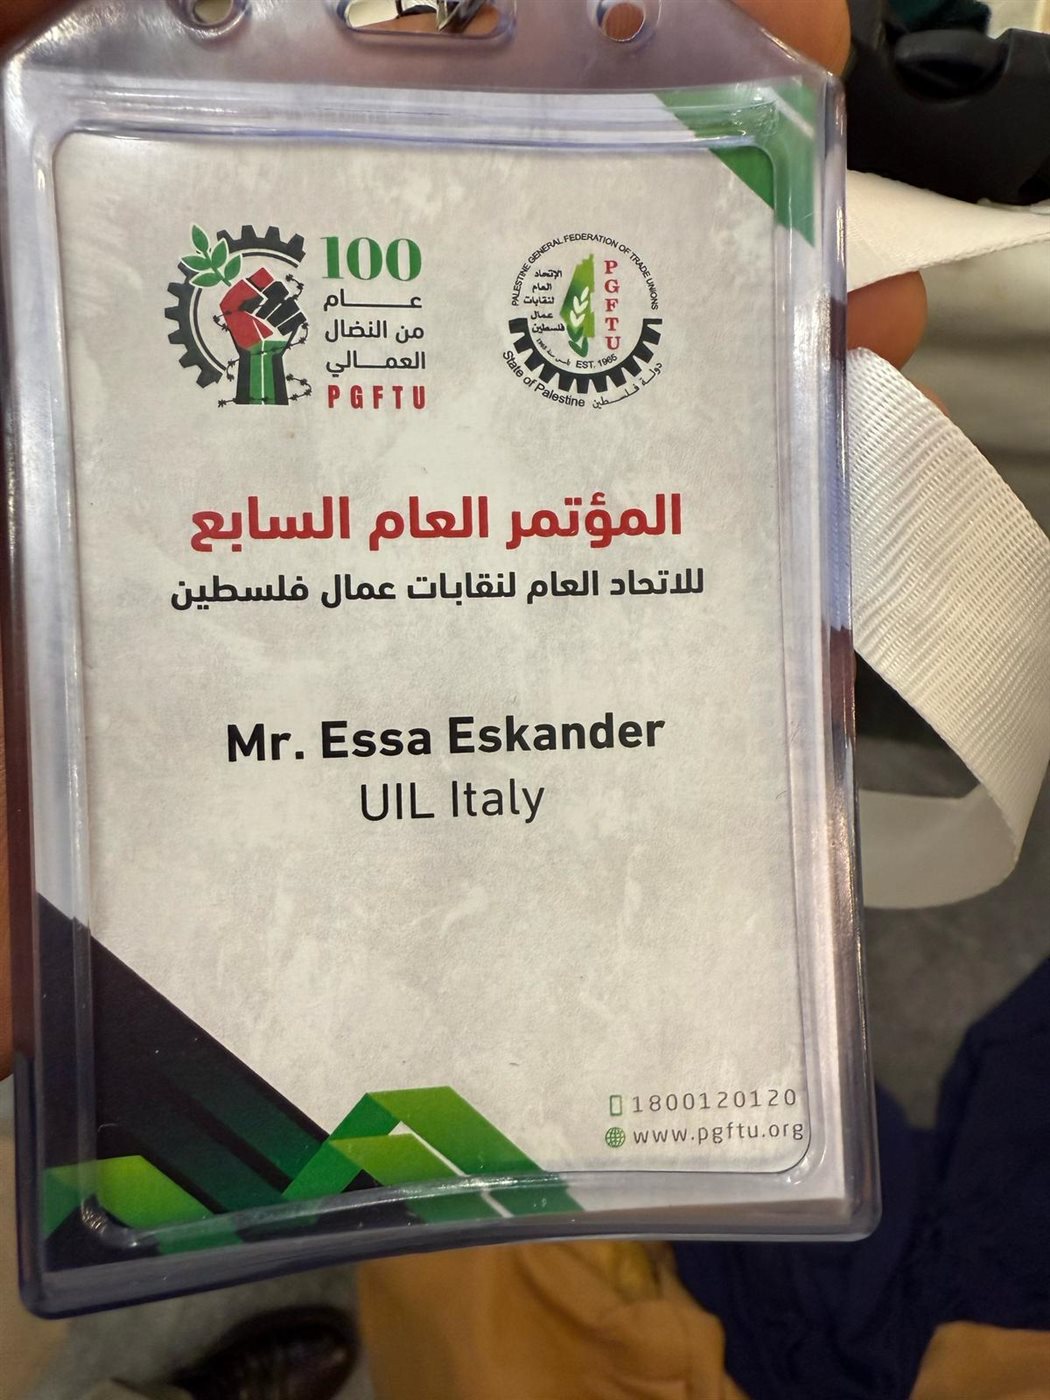 100
عــــام
من النضال
العمـــالي
PGFTU
PALESTINE GENERAL FEDERATION OF TRADE UNIONS
الإتحاد
العام
لنقابات
عمال
فلسطين
PGFTU
EST. 1965
State of Palestine
دولة فلسطين
المؤتمر العام السابع
للاتحاد العام لنقابات عمال فلسطين
Mr. Essa Eskander
UIL Italy
1800120120
www.pgftu.org